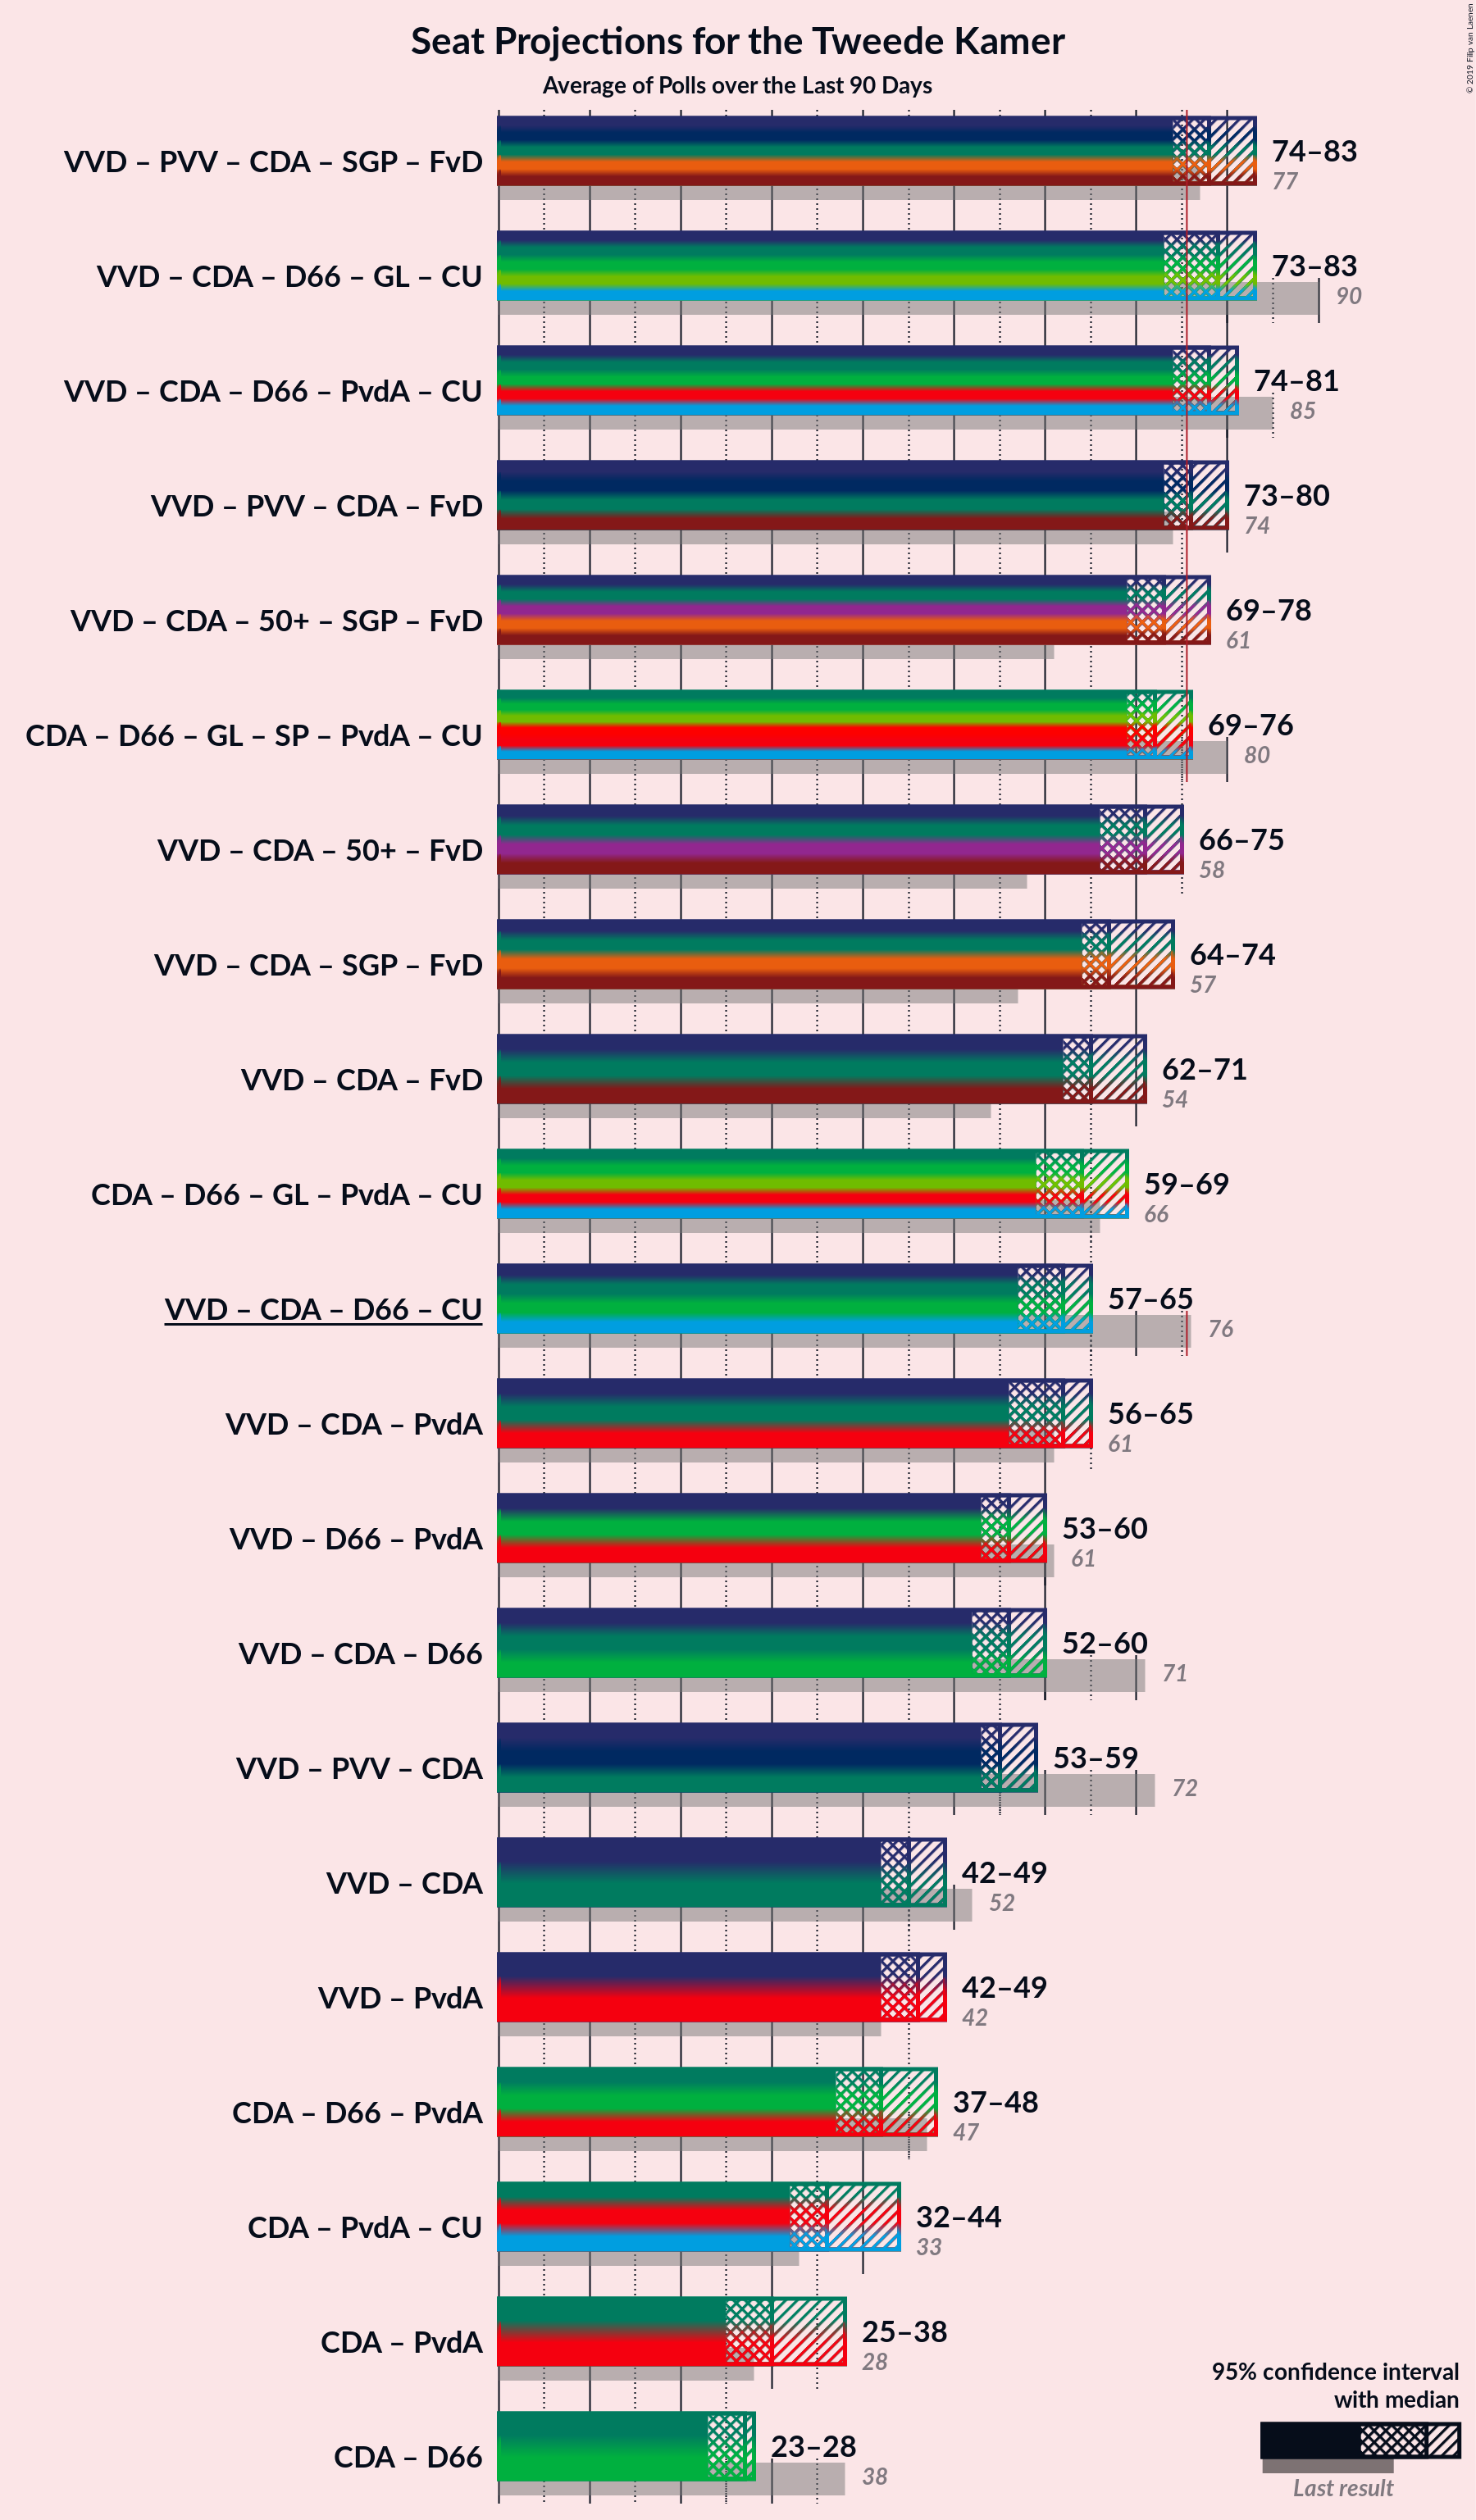 Seat Projections for the Tweede Kamer
Average of Polls over the Last 90 Days
© 2019 Filip van Laenen
VVD – PVV – CDA – SGP – FvD
74–83
77
VVD – CDA – D66 – GL – CU
73–83
90
VVD – CDA – D66 – PvdA – CU
74–81
85
VVD – PVV – CDA – FvD
73–80
74
VVD – CDA – 50+ – SGP – FvD
69–78
61
CDA – D66 – GL – SP – PvdA – CU
69–76
80
VVD – CDA – 50+ – FvD
66–75
58
VVD – CDA – SGP – FvD
64–74
57
VVD – CDA – FvD
62–71
54
CDA – D66 – GL – PvdA – CU
59–69
66
VVD – CDA – D66 – CU
57–65
76
VVD – CDA – PvdA
56–65
61
VVD – D66 – PvdA
53–60
61
VVD – CDA – D66
52–60
71
VVD – PVV – CDA
53–59
72
VVD – CDA
42–49
52
VVD – PvdA
42–49
42
CDA – D66 – PvdA
37–48
47
CDA – PvdA – CU
32–44
33
CDA – PvdA
25–38
28
CDA – D66
23–28
38
95% confidence interval
with median
Last result